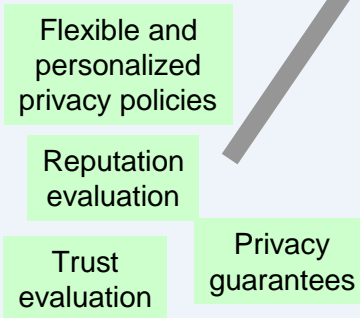 Flexible and
personalized
privacy policies
Reputation
evaluation
Privacy
guarantees
Trust
evaluation